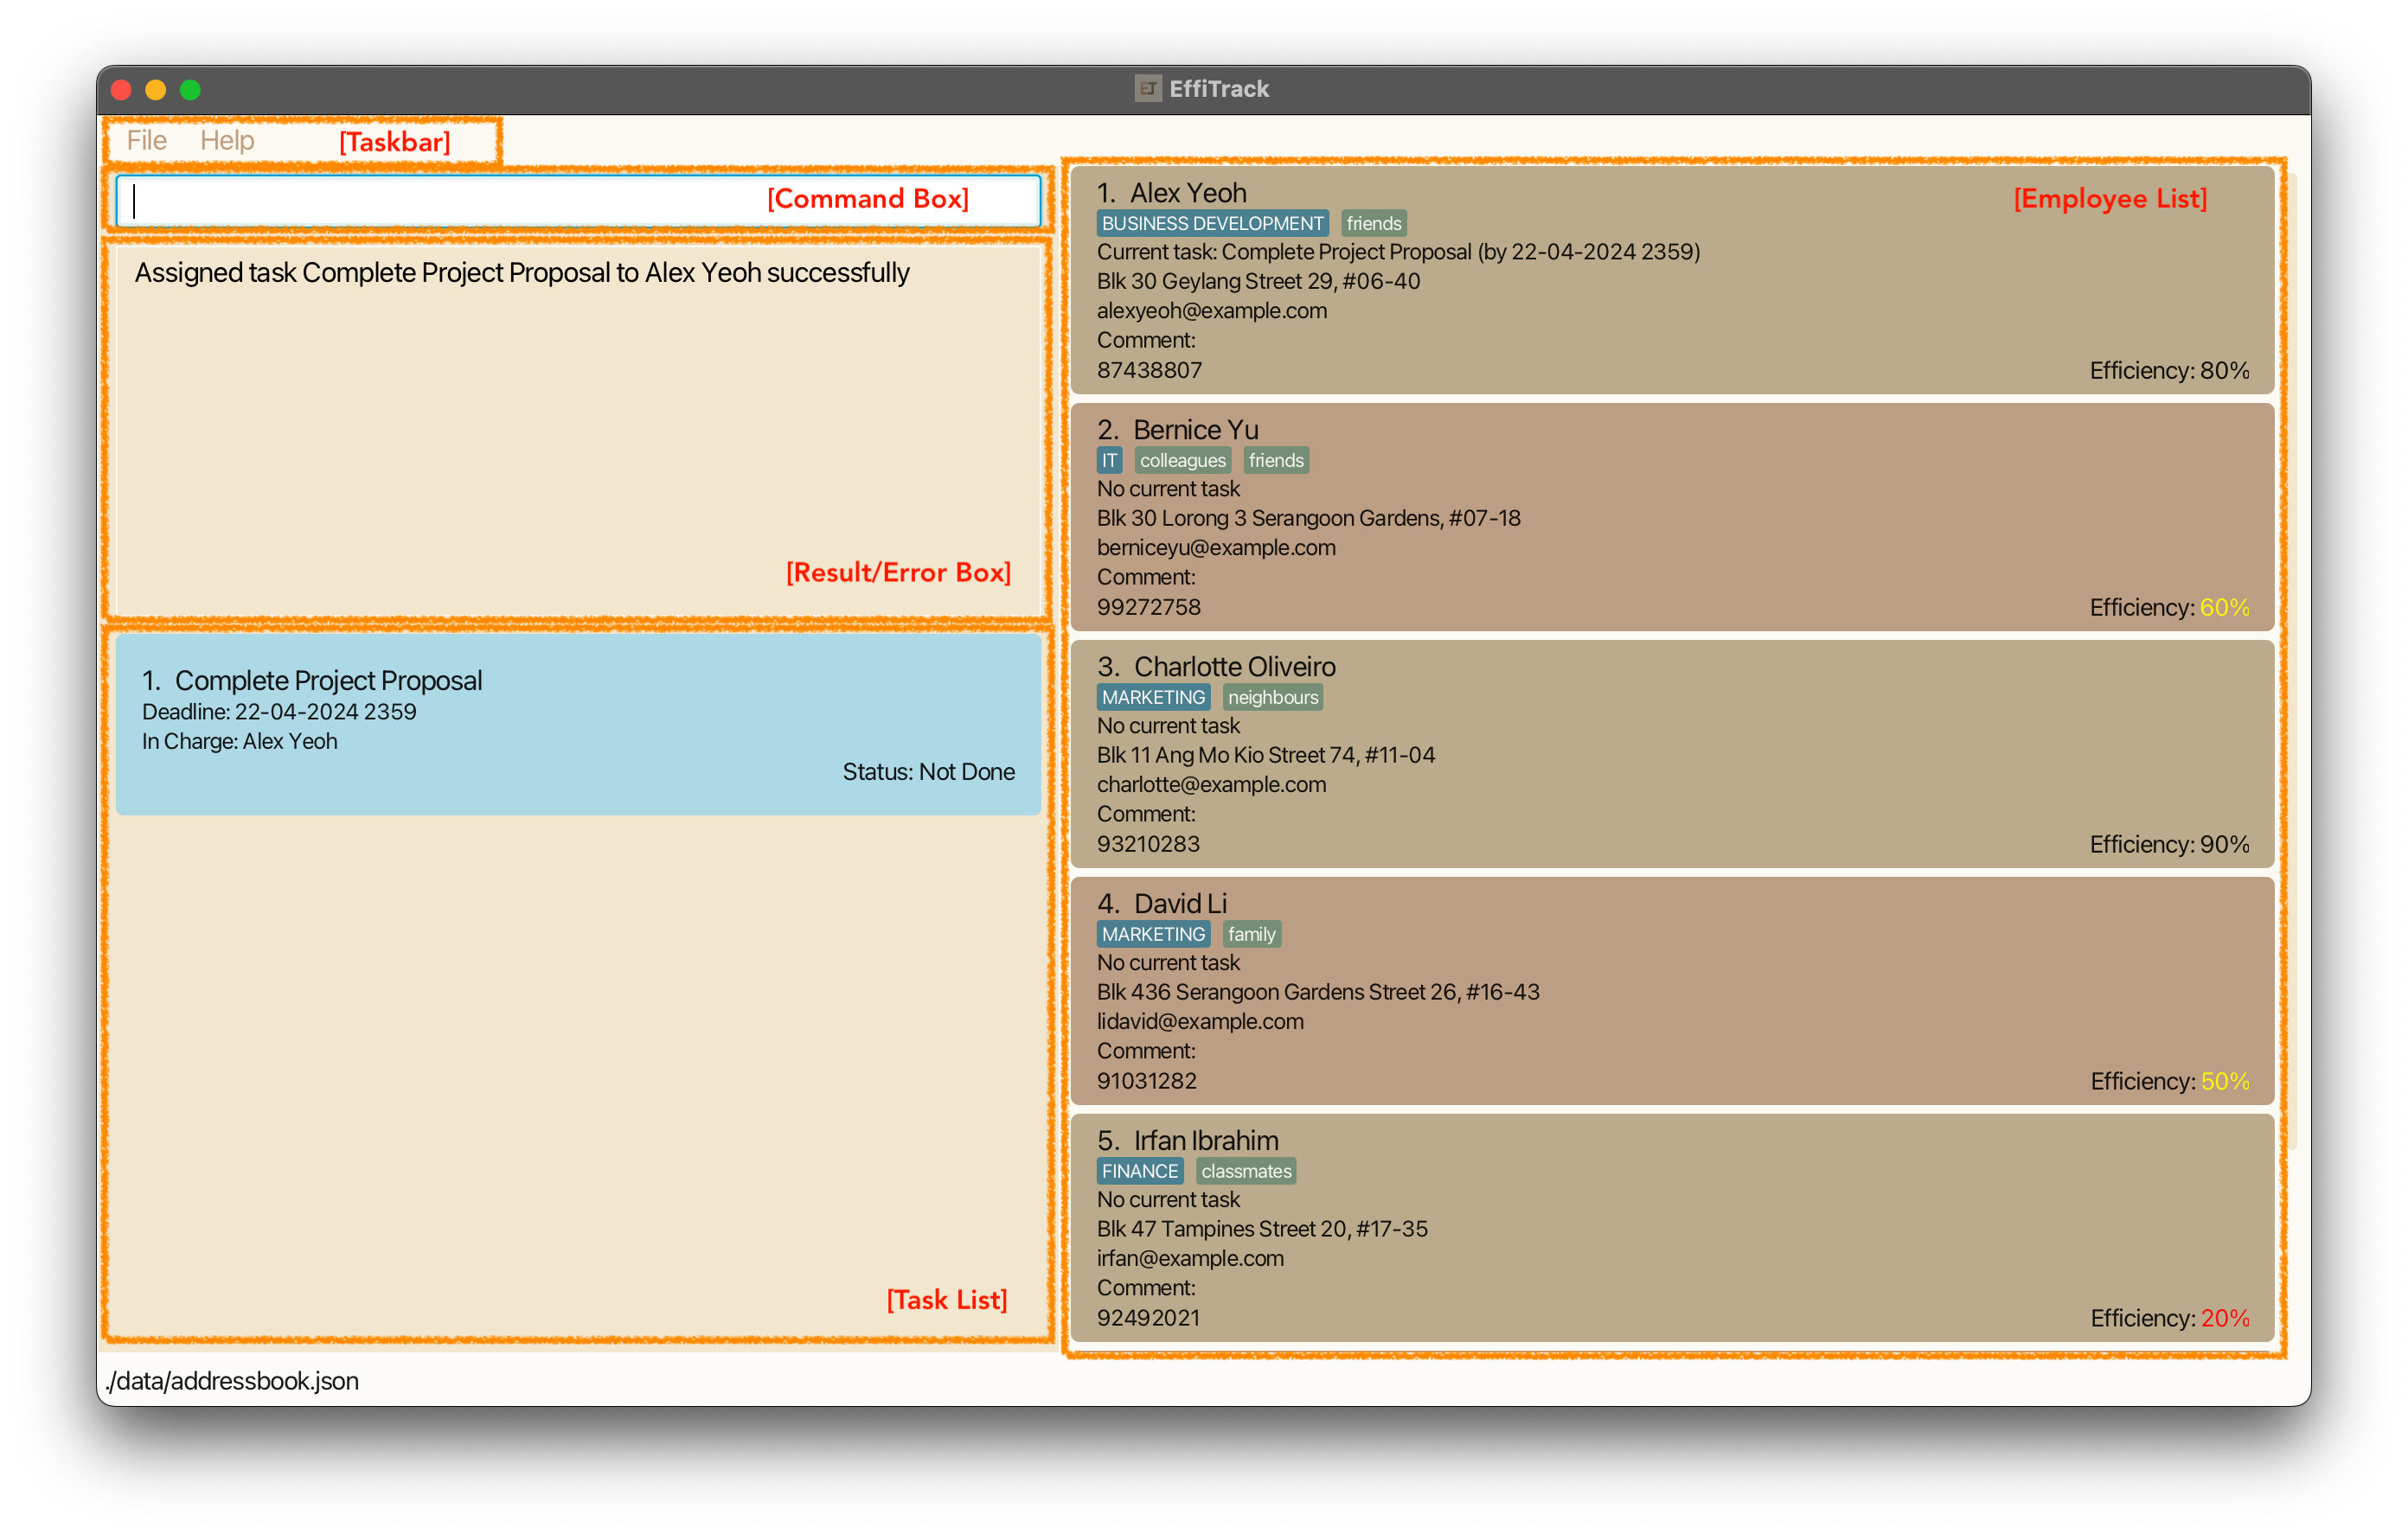 ET EffiTrack
File Help [Taskbar]
[Command Box]
Assigned task Complete Project Proposal to Alex Yeoh successfully
[Result/Error Box]
1. Complete Project Proposal
Deadline: 22-04-2024 2359
In Charge: Alex Yeoh
Status: Not Done
[Task List]
[Employee List]
1. Alex Yeoh
BUSINESS DEVELOPMENT friends
Current task: Complete Project Proposal (by 22-04-2024 2359)
Blk 30 Geylang Street 29, #06-40
alexyeoh@example.com
Comment:
87438807
Efficiency: 80%
2. Bernice Yu
IT colleagues friends
No current task
Blk 30 Lorong 3 Serangoon Gardens, #07-18
berniceyu@example.com
Comment:
99272758
Efficiency: 60%
3. Charlotte Oliveiro
MARKETING neighbours
No current task
Blk 11 Ang Mo Kio Street 74, #11-04
charlotte@example.com
Comment:
93210283
Efficiency: 90%
4. David Li
MARKETING family
No current task
Blk 436 Serangoon Gardens Street 26, #16-43
lidavid@example.com
Comment:
91031282
Efficiency: 50%
5. Irfan Ibrahim
FINANCE classmates
No current task
Blk 47 Tampines Street 20, #17-35
irfan@example.com
Comment:
92492021
Efficiency: 20%
./data/addressbook.json